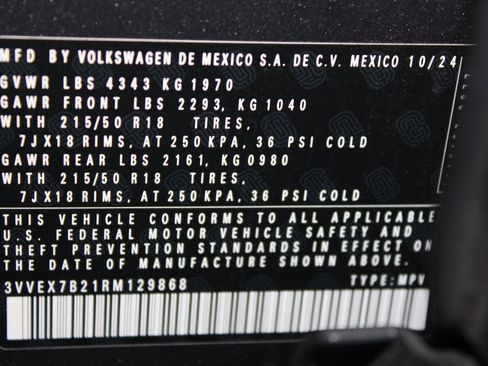 MFD BY VOLKSWAGEN DE MEXICO S.A. DE C.V. MEXICO 10/24
GVWR LBS 4343 KG 1970
GAWR FRONT LBS 2293, KG 1040
WITH 215/50 R18 TIRES,
7JX18 RIMS, AT 250 KPA, 36 PSI COLD
GAWR REAR LBS 2161, KG 0980
WITH 215/50 R18 TIRES,
7JX18 RIMS, AT 250 KPA, 36 PSI COLD
THIS VEHICLE CONFORMS TO ALL APPLICABLE
U.S. FEDERAL MOTOR VEHICLE SAFETY AND
THEFT PREVENTION STANDARDS IN EFFECT ON
THE DATE OF MANUFACTURE SHOWN ABOVE.
3VVEX7B21RM129868 TYPE: MPV